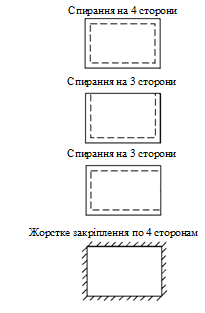 Спирання на 4 сторони
Спирання на 3 сторони
Спирання на 3 сторони
Жорстке закріплення по 4 сторонам